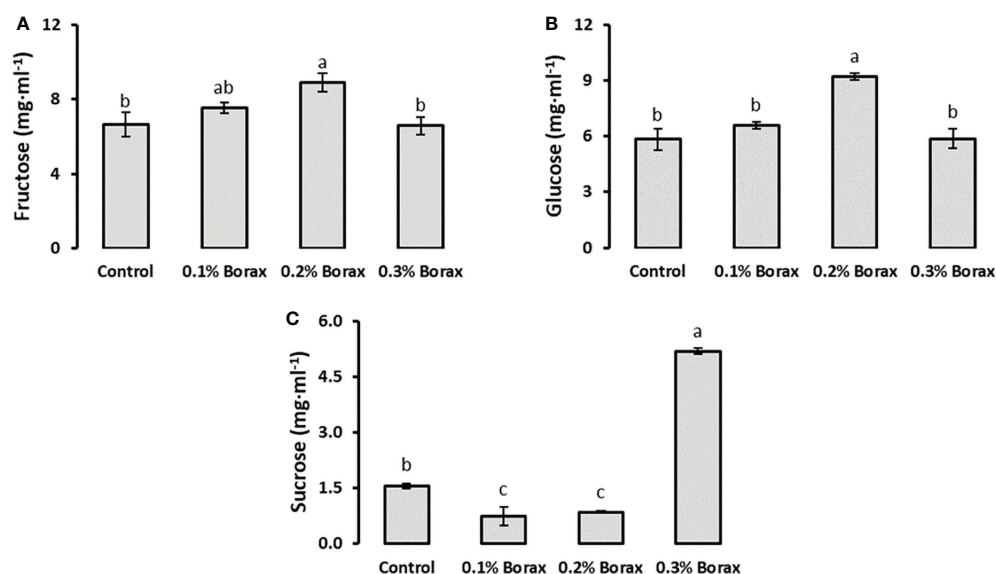 A
Fructose (mg·ml⁻¹)
12
8
4
0
b
ab
a
b
Control
0.1% Borax
0.2% Borax
0.3% Borax
B
Glucose (mg·ml⁻¹)
12
9
6
3
0
b
b
a
b
Control
0.1% Borax
0.2% Borax
0.3% Borax
C
Sucrose (mg·ml⁻¹)
6.0
4.5
3.0
1.5
0.0
b
c
c
a
Control
0.1% Borax
0.2% Borax
0.3% Borax